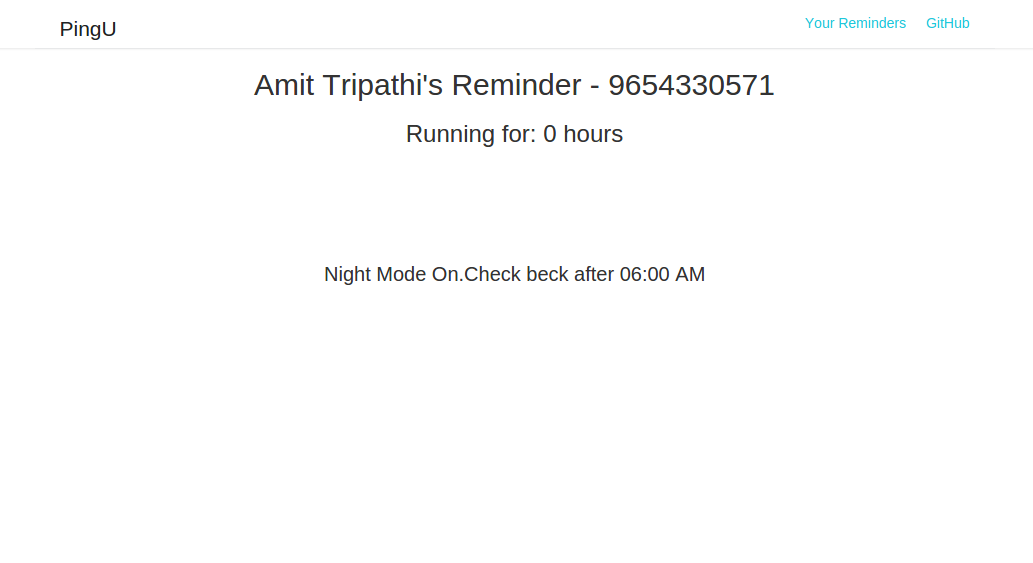 PingU
Your Reminders GitHub
Amit Tripathi's Reminder - 9654330571
Running for: 0 hours
Night Mode On.Check beck after 06:00 AM